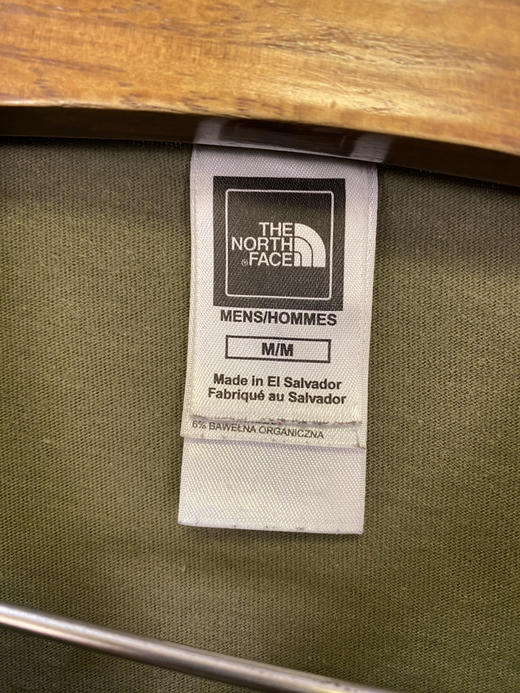 THE
NORTH
FACE
MENS/HOMMES
M/M
Made in El Salvador
Fabriqué au Salvador
6% BAWEŁNA ORGANICZNA